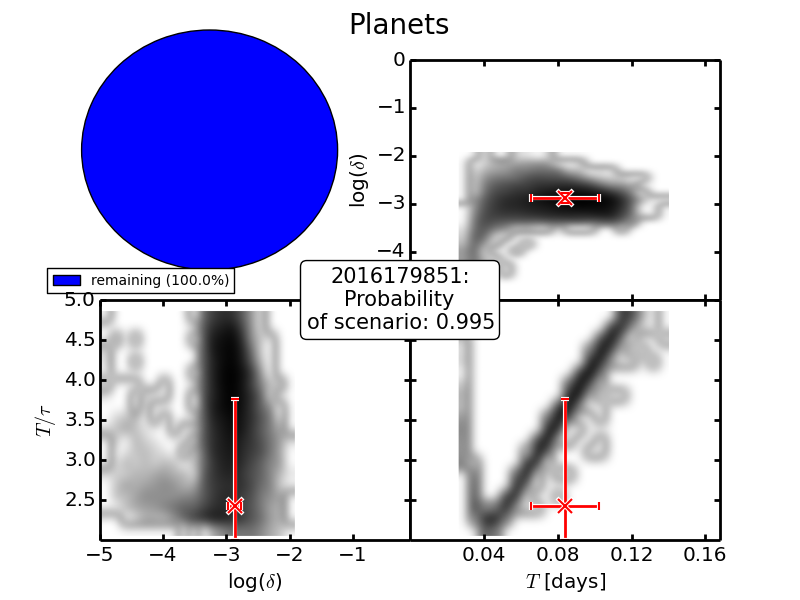 Planets
0
−1
−2
−3
−4
log(δ)
remaining (100.0%)
2016179851:
Probability
of scenario: 0.995
5.0
4.5
4.0
3.5
3.0
2.5
T/τ
−5 −4 −3 −2 −1
log(δ)
0.04 0.08 0.12 0.16
T [days]